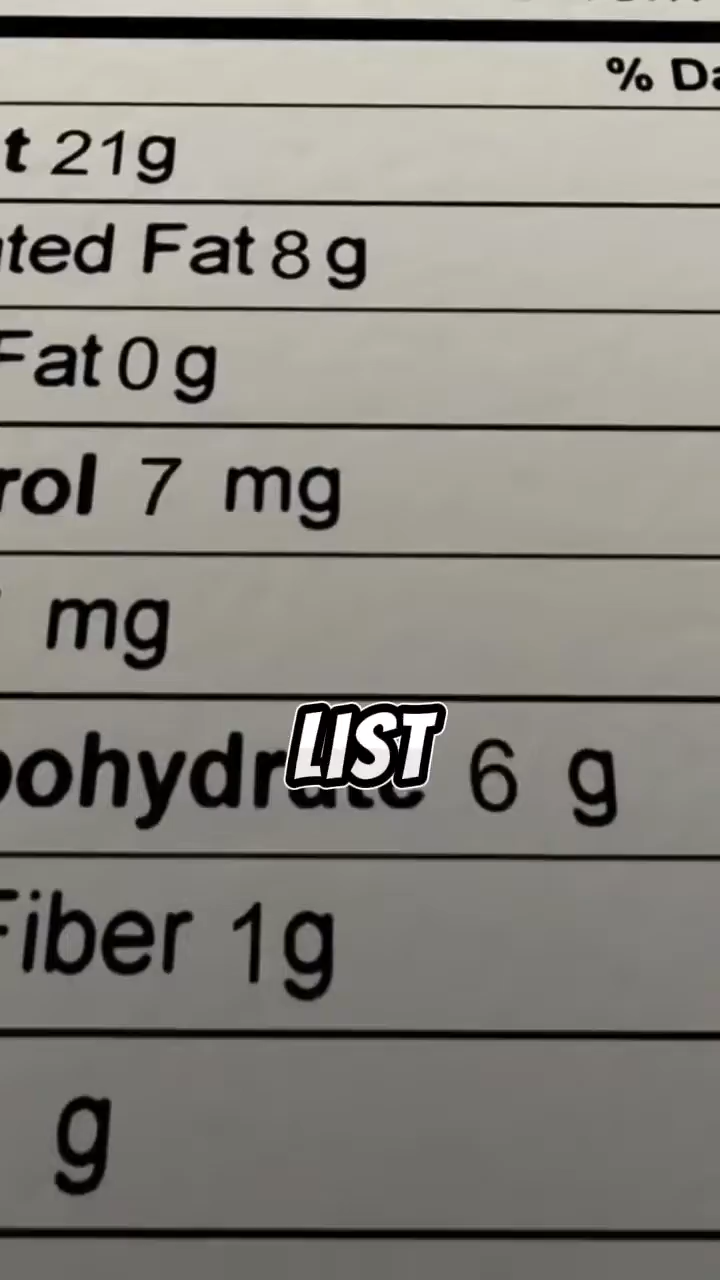 % Da
t 21g
ted Fat 8 g
Fat 0 g
rol 7 mg
mg
LIST
bohydrate 6 g
Fiber 1g
g